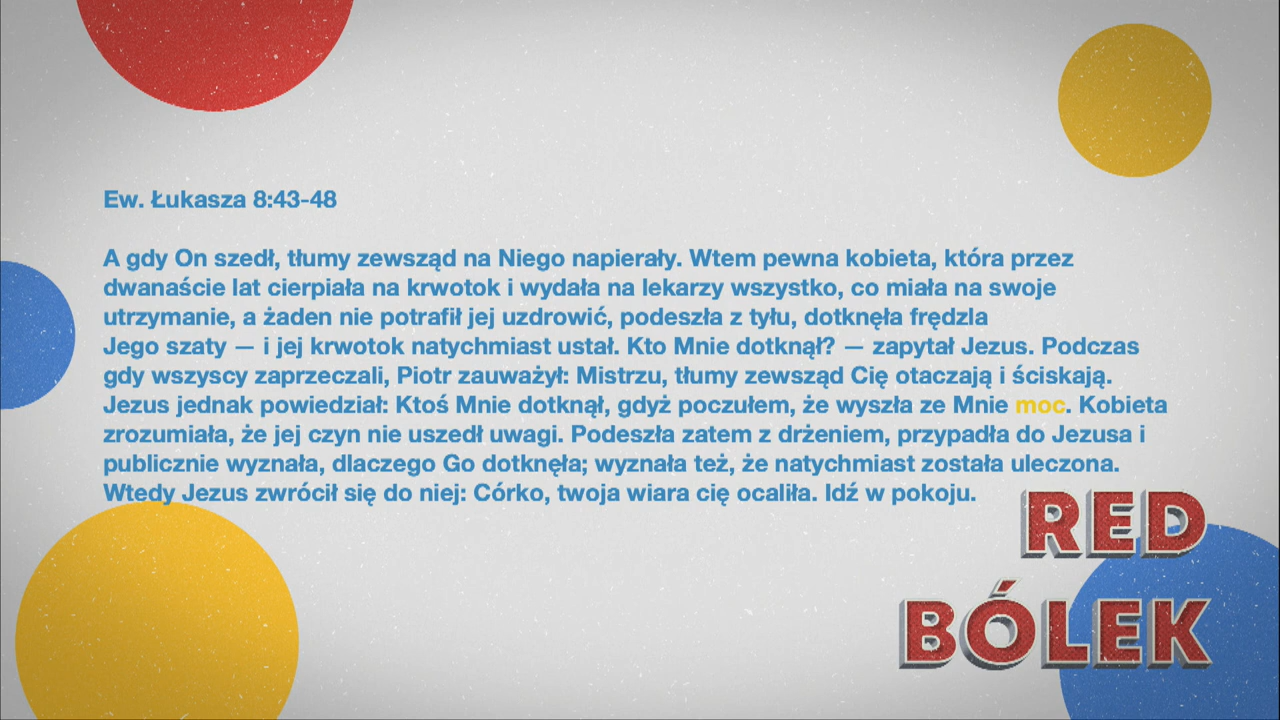 Ew. Łukasza 8:43-48
A gdy On szedł, tłumy zewsząd na Niego napierały. Wtem pewna kobieta, która przez
dwanaście lat cierpiała na krwotok i wydała na lekarzy wszystko, co miała na swoje
utrzymanie, a żaden nie potrafił jej uzdrowić, podeszła z tyłu, dotknęła frędzla
Jego szaty — i jej krwotok natychmiast ustał. Kto Mnie dotknął? — zapytał Jezus. Podczas
gdy wszyscy zaprzeczali, Piotr zauważył: Mistrzu, tłumy zewsząd Cię otaczają i ściskają.
Jezus jednak powiedział: Ktoś Mnie dotknął, gdyż poczułem, że wyszła ze Mnie moc. Kobieta
zrozumiała, że jej czyn nie uszedł uwagi. Podeszła zatem z drżeniem, przypadła do Jezusa i
publicznie wyznała, dlaczego Go dotknęła; wyznała też, że natychmiast została uleczona.
Wtedy Jezus zwrócił się do niej: Córko, twoja wiara cię ocaliła. Idź w pokoju.
RED
BÓLEK